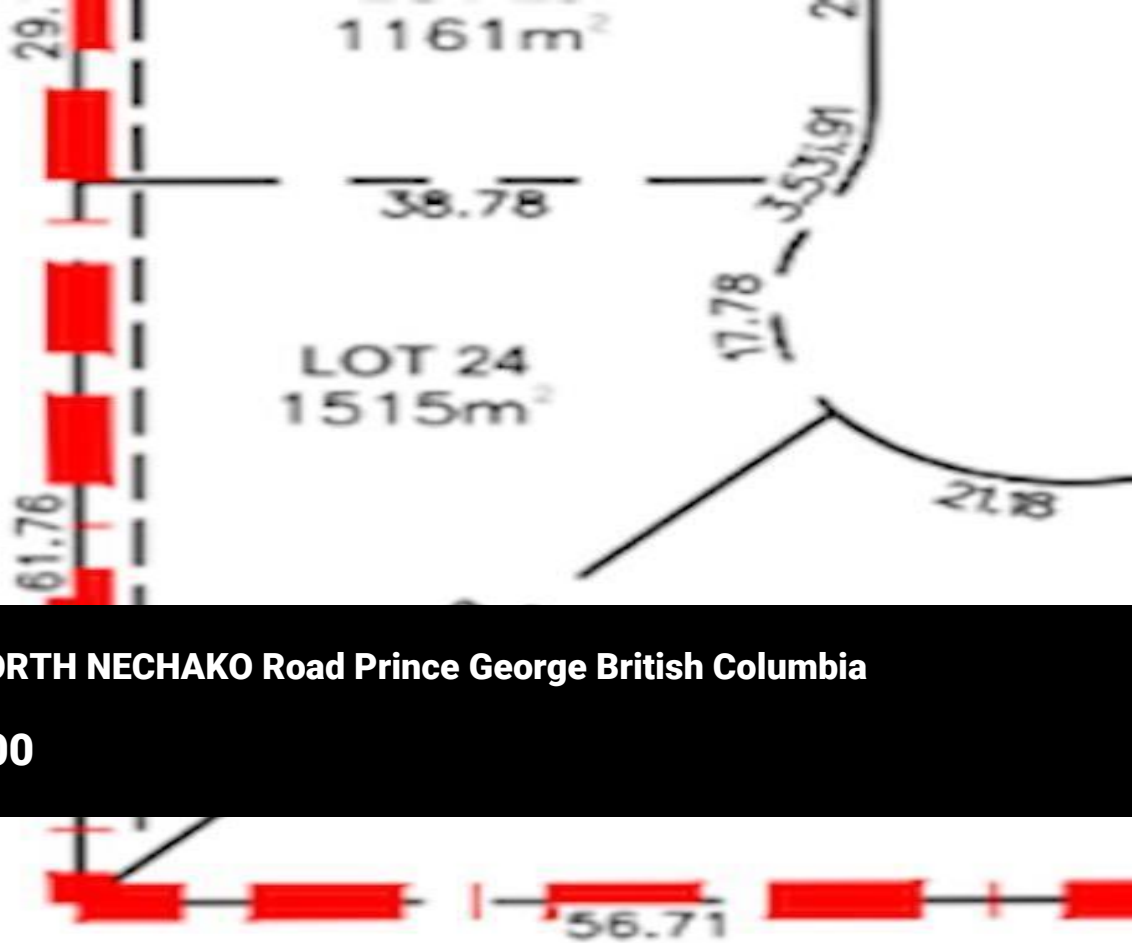 29.
1161m²
3.53
1.91
38.78
17.78
LOT 24
1515m²
21.18
61.76
ORTH NECHAKO Road Prince George British Columbia
00
56.71